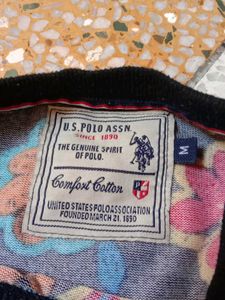 U.S. POLO ASSN.
SINCE 1890
THE GENUINE SPIRIT
OF POLO.
M
Comfort Cotton
UNITED STATES POLO ASSOCIATION
FOUNDED MARCH 21, 1890